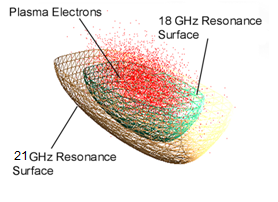 Plasma Electrons
18 GHz Resonance
Surface
21GHz Resonance
Surface